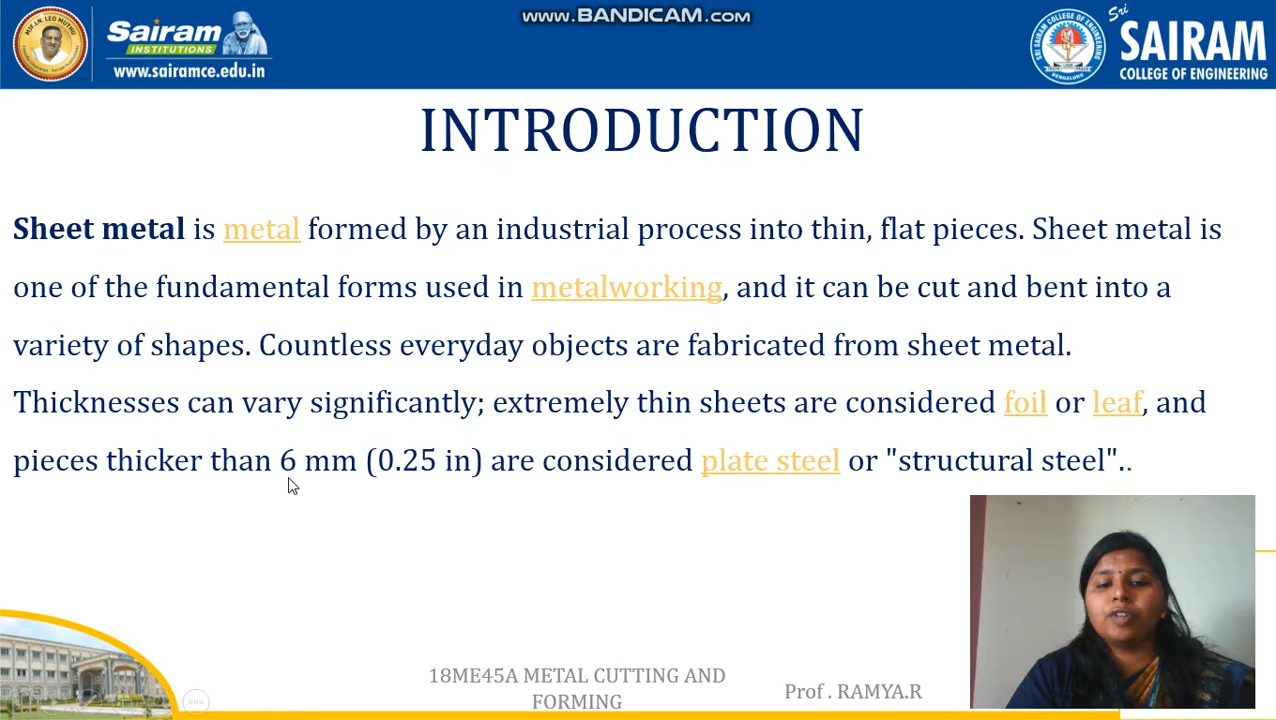 www.BANDICAM.com
MJF. LN. LEO MUTHU
Sairam
INSTITUTIONS
www.sairamce.edu.in
Sri
SAIRAM
COLLEGE OF ENGINEERING
SRI SAIRAM COLLEGE OF ENGINEERING
BENGALURU
INTRODUCTION
Sheet metal is metal formed by an industrial process into thin, flat pieces. Sheet metal is
one of the fundamental forms used in metalworking, and it can be cut and bent into a
variety of shapes. Countless everyday objects are fabricated from sheet metal.
Thicknesses can vary significantly; extremely thin sheets are considered foil or leaf, and
pieces thicker than 6 mm (0.25 in) are considered plate steel or "structural steel"..
18ME45A METAL CUTTING AND
FORMING
Prof . RAMYA.R